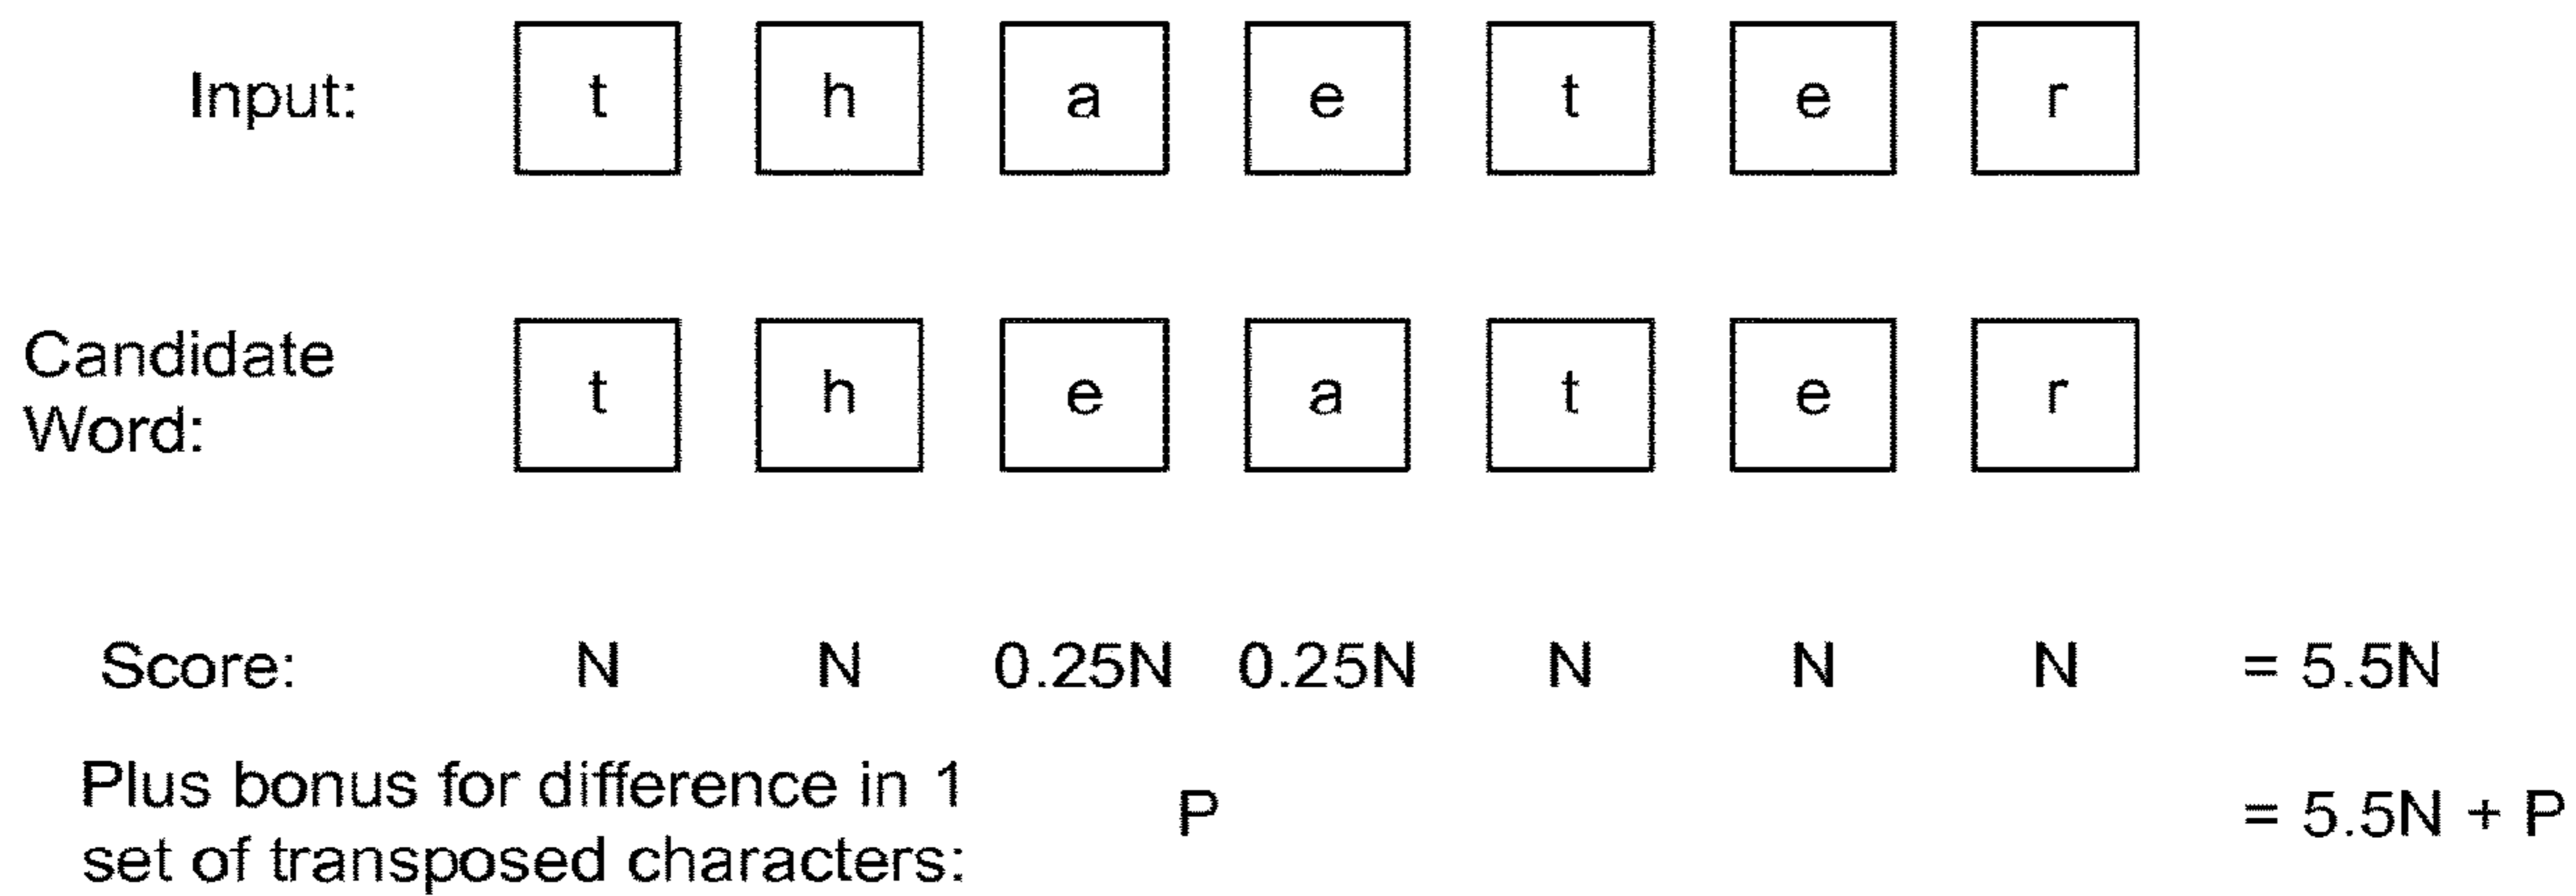 Input: t h a e t e r
Candidate
Word: t h e a t e r
Score: N N 0.25N 0.25N N N N = 5.5N
Plus bonus for difference in 1
set of transposed characters: P = 5.5N + P